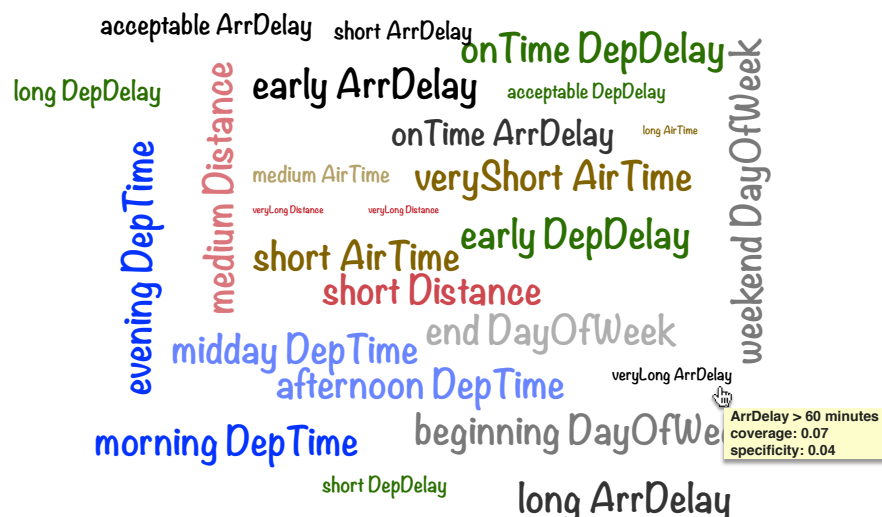 acceptable ArrDelay
short ArrDelay
onTime DepDelay
long DepDelay
medium Distance
early ArrDelay
acceptable DepDelay
weekend DayOfWeek
onTime ArrDelay
long AirTime
evening DepTime
medium AirTime
veryShort AirTime
veryLong Distance
veryLong Distance
short AirTime
early DepDelay
short Distance
midday DepTime
end DayOfWeek
afternoon DepTime
veryLong ArrDelay
ArrDelay > 60 minutes
coverage: 0.07
specificity: 0.04
morning DepTime
beginning DayOfWe
short DepDelay
long ArrDelay